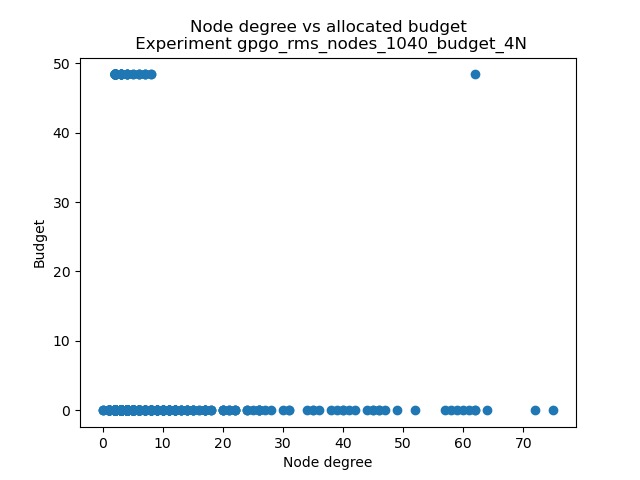 Node degree vs allocated budget
Experiment gpgo_rms_nodes_1040_budget_4N
50
40
30
20
10
0
Budget
0 10 20 30 40 50 60 70
Node degree